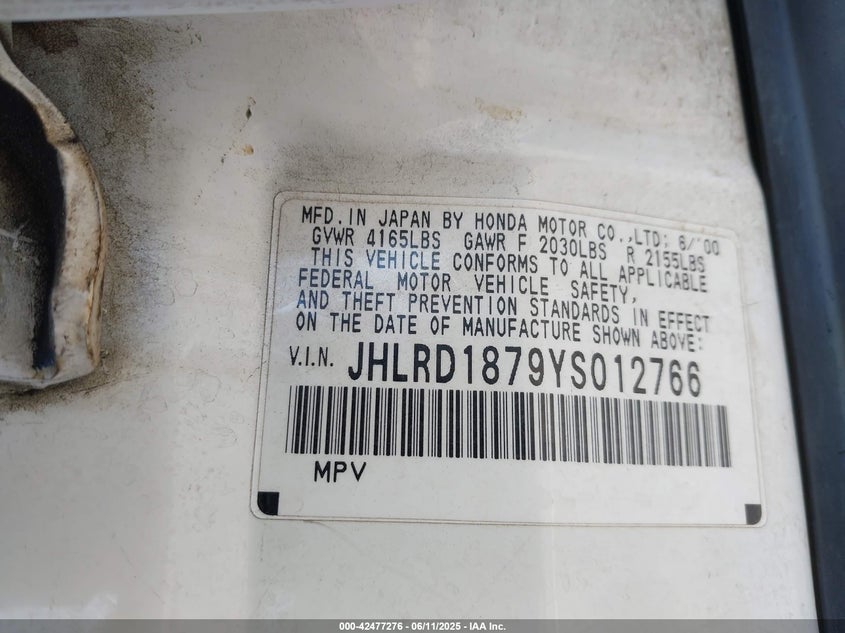 MFD. IN JAPAN BY HONDA MOTOR CO.,LTD; 6/'00
GVWR 4165LBS GAWR F 2030LBS R 2155LBS
THIS VEHICLE CONFORMS TO ALL APPLICABLE
FEDERAL MOTOR VEHICLE SAFETY,
AND THEFT PREVENTION STANDARDS IN EFFECT
ON THE DATE OF MANUFACTURE SHOWN ABOVE:
V.I.N. JHLRD1879YS012766
MPV
000-42477276 - 06/11/2025 - IAA Inc.